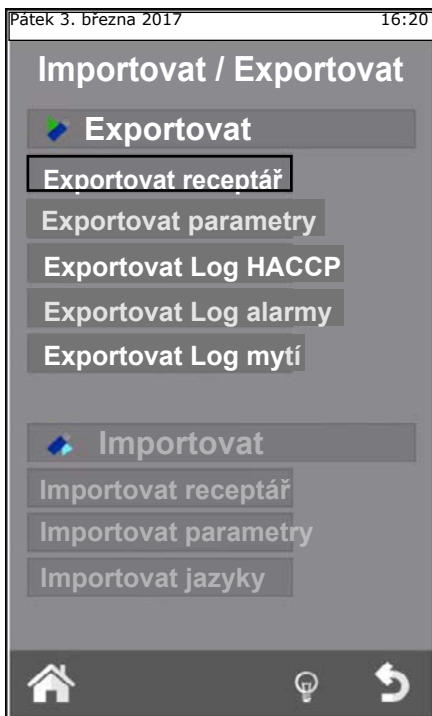 Pátek 3. března 2017 16:20
Importovat / Exportovat
Exportovat
Exportovat receptář
Exportovat parametry
Exportovat Log HACCP
Exportovat Log alarmy
Exportovat Log mytí
Importovat
Importovat receptář
Importovat parametry
Importovat jazyky